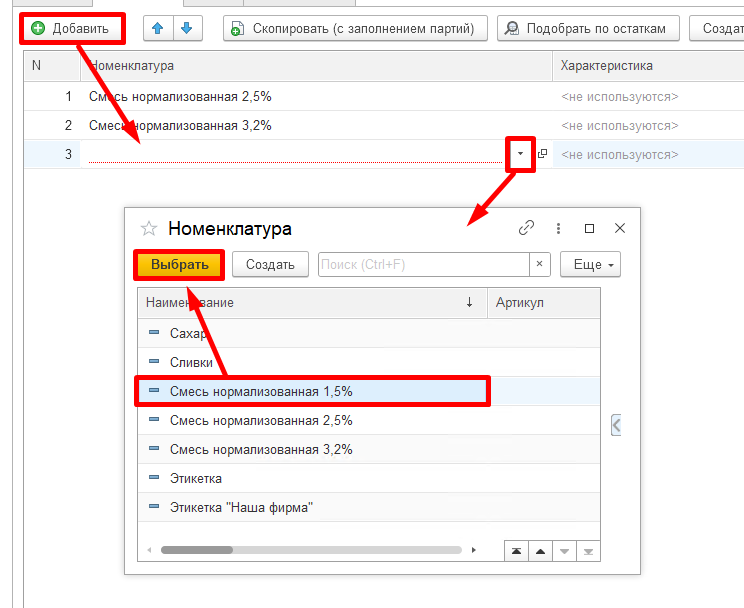 Добавить Скопировать (с заполнением партий) Подобрать по остаткам Создат
N Номенклатура Характеристика
1 Смесь нормализованная 2,5% <не используются>
2 Смесь нормализованная 3,2% <не используются>
3 <не используются>
Номенклатура
Выбрать Создать Поиск (Ctrl+F) × Еще
Наименование ↓ Артикул
Сахар
Сливки
Смесь нормализованная 1,5%
Смесь нормализованная 2,5%
Смесь нормализованная 3,2%
Этикетка
Этикетка "Наша фирма"